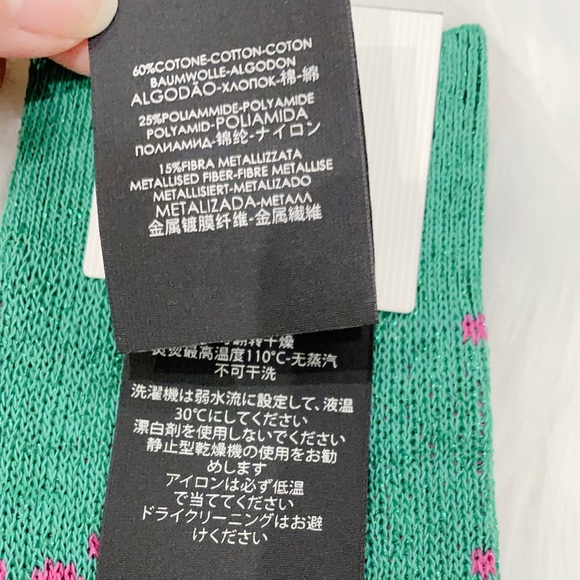 60%COTONE-COTTON-COTON
BAUMWOLLE-ALGODON
ALGODÃO-ХЛОПОК-棉-綿
25%POLIAMMIDE-POLYAMIDE
POLYAMID-POLIAMIDA
ПОЛИАМИД-锦纶-ナイロン
15%FIBRA METALLIZZATA
METALLISED FIBER-FIBRE METALLISE
METALLISIERT-METALIZADO
METALIZADA-МЕТАЛЛ
金属镀膜纤维-金属繊維
翻转干燥
熨烫最高温度110°C-无蒸汽
不可干洗
洗濯機は弱水流に設定して、液温
30℃にしてください
漂白剤を使用しないでください
静止型乾燥機の使用をお勧
めします
アイロンは必ず低温
で当ててください
ドライクリーニングはお避
けください